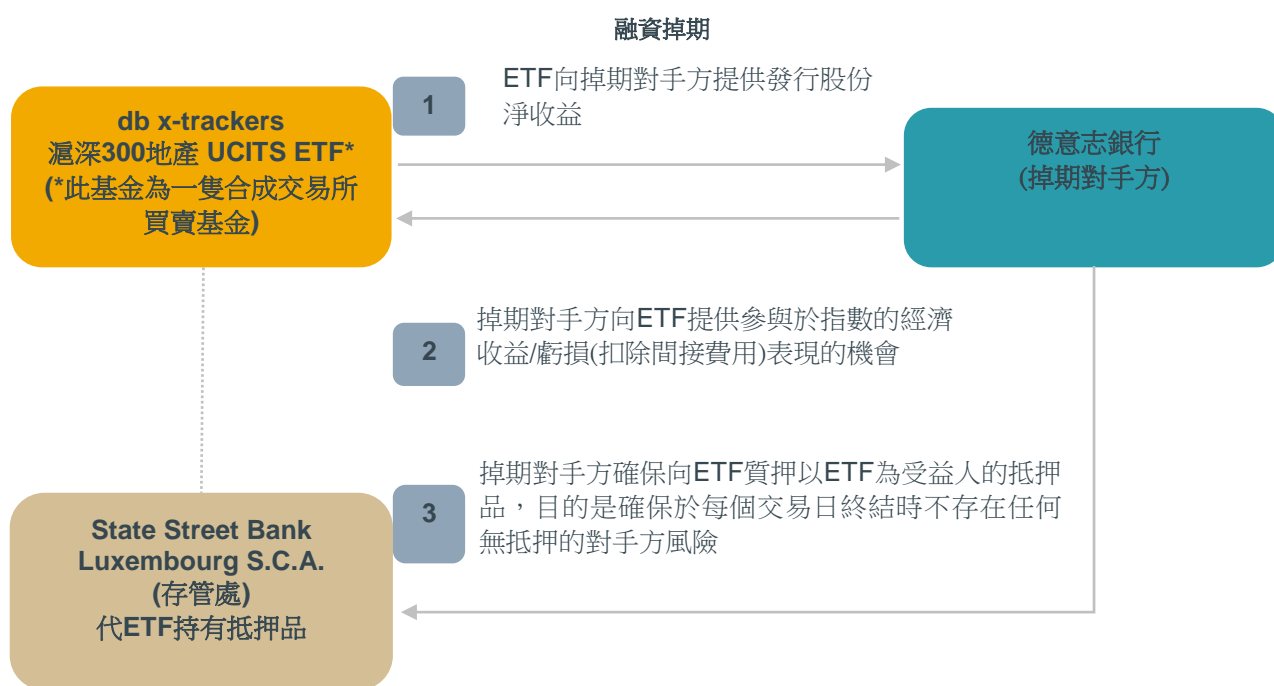 融資掉期
1
ETF向掉期對手方提供發行股份
淨收益
db x-trackers
滬深300地產 UCITS ETF*
(*此基金為一隻合成交易所
買賣基金)
德意志銀行
(掉期對手方)
2
掉期對手方向ETF提供參與於指數的經濟
收益/虧損(扣除間接費用)表現的機會
3
掉期對手方確保向ETF質押以ETF為受益人的抵押
品，目的是確保於每個交易日終結時不存在任何
無抵押的對手方風險
State Street Bank
Luxembourg S.C.A.
(存管處)
代ETF持有抵押品